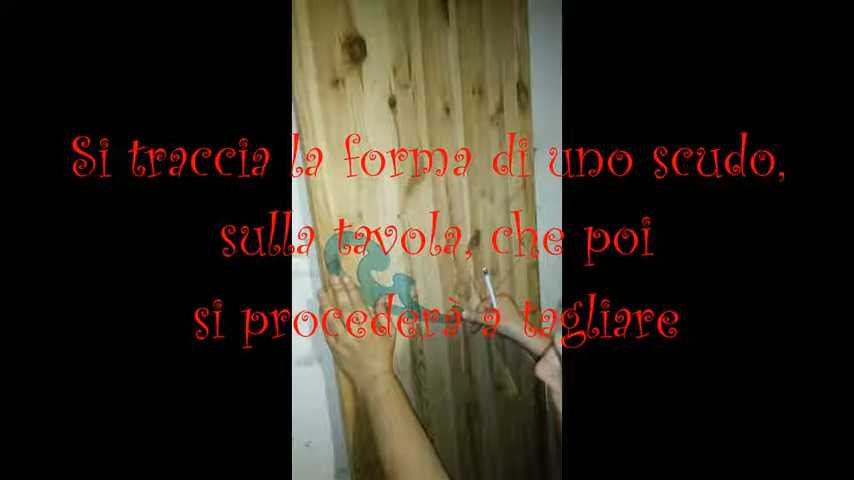 Si traccia la forma di uno scudo,
sulla tavola, che poi
si procederà a tagliare